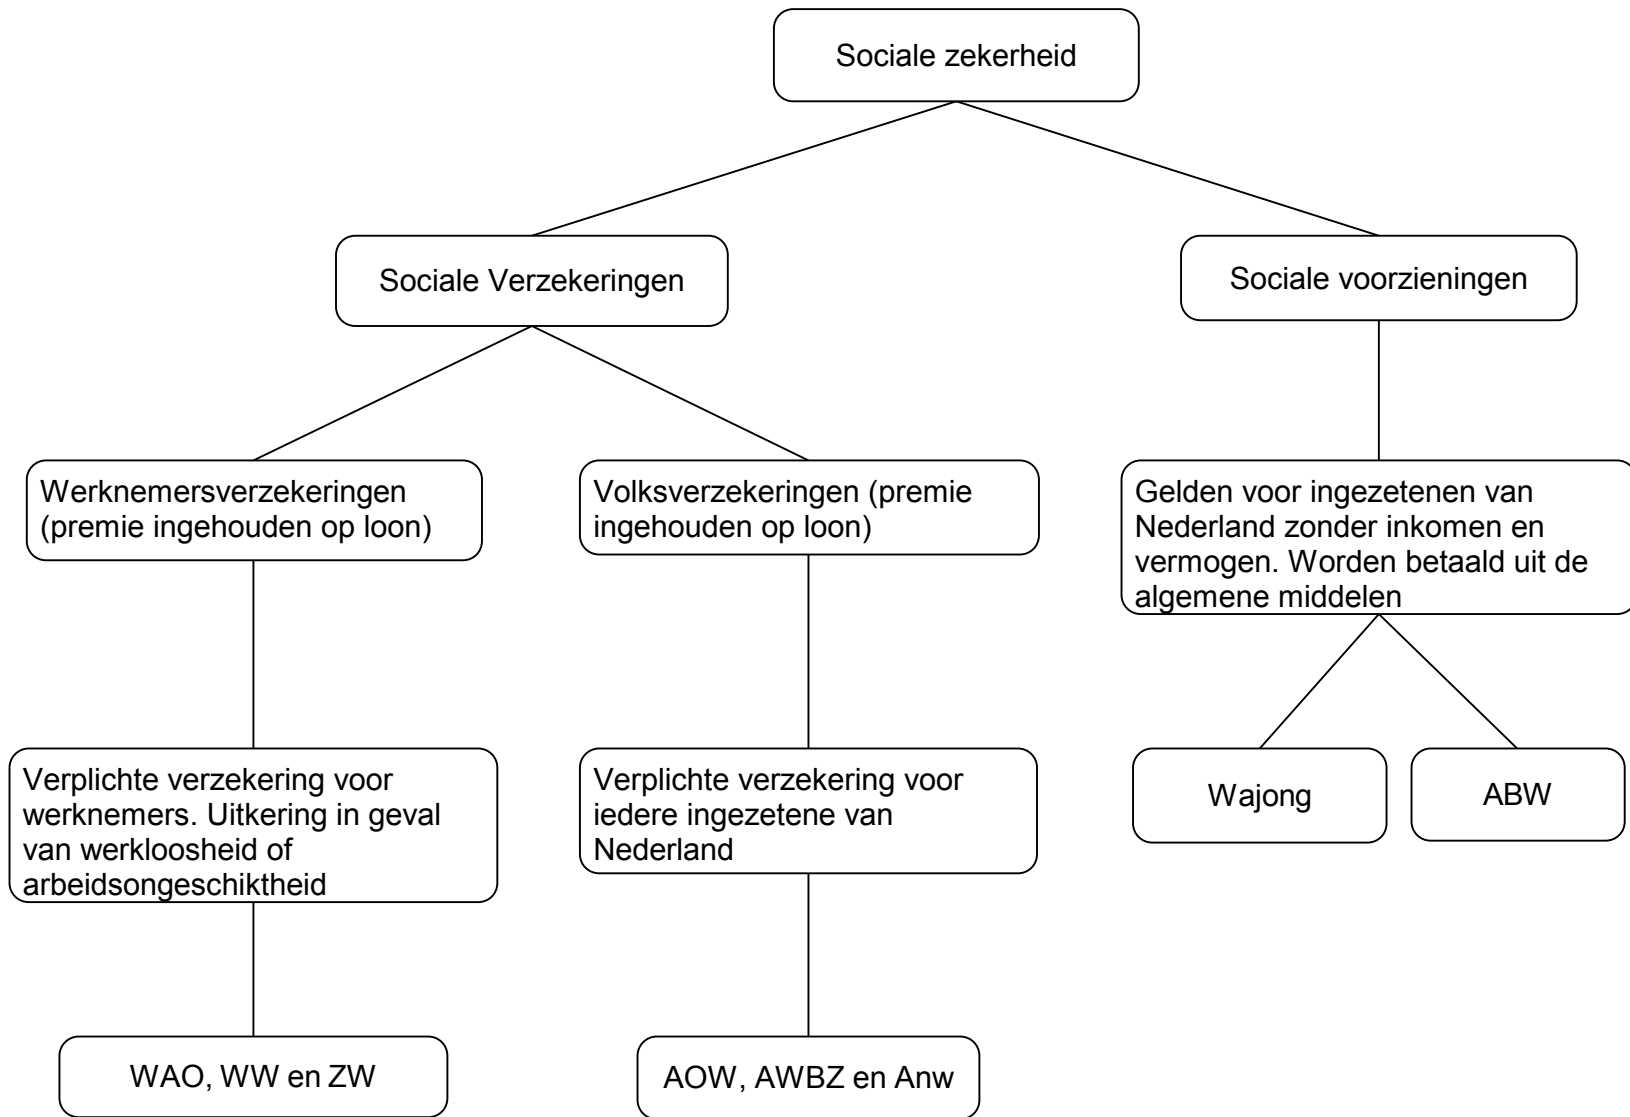 Sociale zekerheid
Sociale Verzekeringen
Sociale voorzieningen
Werknemersverzekeringen
(premie ingehouden op loon)
Volksverzekeringen (premie
ingehouden op loon)
Gelden voor ingezetenen van
Nederland zonder inkomen en
vermogen. Worden betaald uit de
algemene middelen
Verplichte verzekering voor
werknemers. Uitkering in geval
van werkloosheid of
arbeidsongeschiktheid
Verplichte verzekering voor
iedere ingezetene van
Nederland
Wajong
ABW
WAO, WW en ZW
AOW, AWBZ en Anw